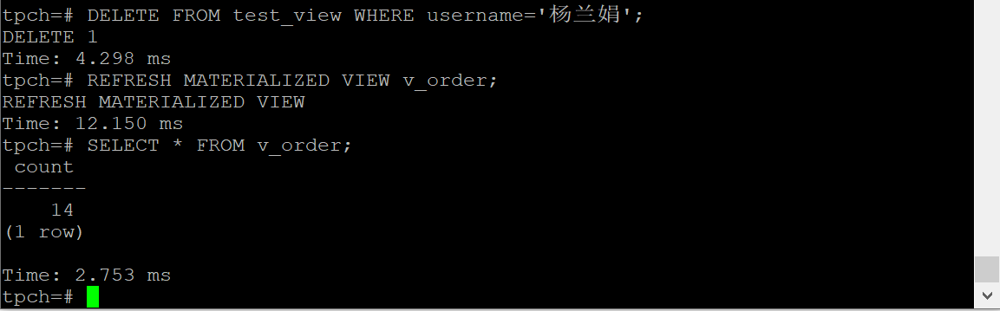 tpch=# DELETE FROM test_view WHERE username='杨兰娟';
DELETE 1
Time: 4.298 ms
tpch=# REFRESH MATERIALIZED VIEW v_order;
REFRESH MATERIALIZED VIEW
Time: 12.150 ms
tpch=# SELECT * FROM v_order;
 count
-------
    14
(1 row)

Time: 2.753 ms
tpch=#